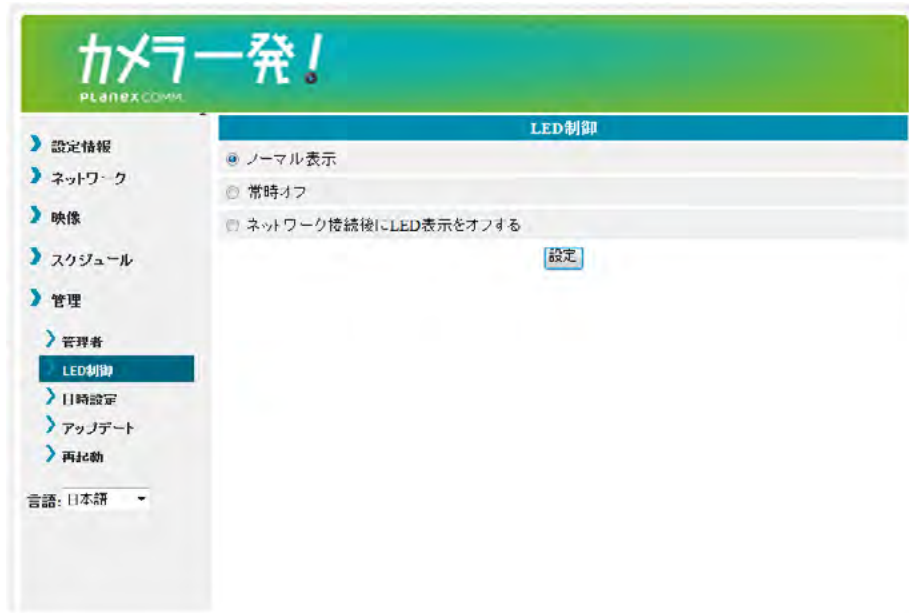 カメラ一発！
PLANEX COMM.
設定情報
ネットワーク
映像
スケジュール
管理
管理者
LED制御
日時設定
アップデート
再起動
言語: 日本語
LED制御
ノーマル表示
常時オフ
ネットワーク接続後にLED表示をオフする
設定